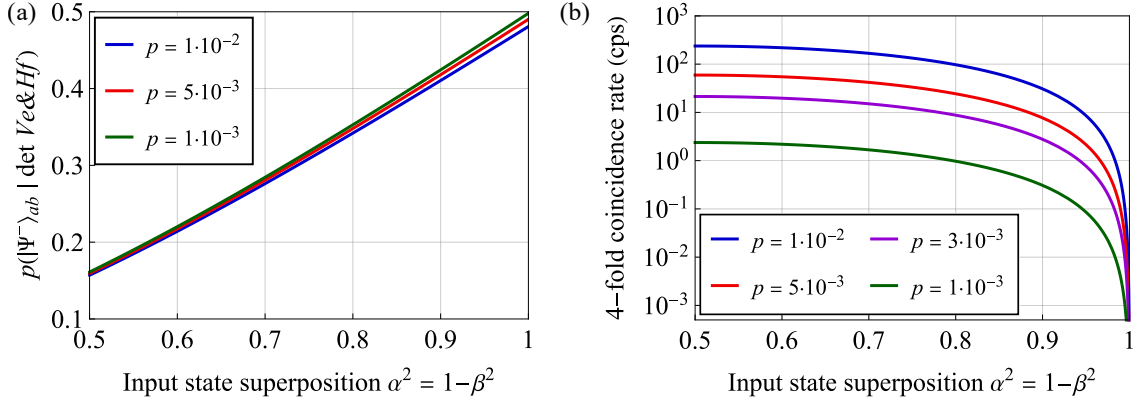 (a)
0.5
0.4
0.3
0.2
0.1
p(|Ψ⁻⟩ab | det Ve&Hf)
p = 1·10⁻²
p = 5·10⁻³
p = 1·10⁻³
0.5 0.6 0.7 0.8 0.9 1
Input state superposition α² = 1−β²
(b)
10³
10²
10¹
10⁰
10⁻¹
10⁻²
10⁻³
4−fold coincidence rate (cps)
p = 1·10⁻² p = 3·10⁻³
p = 5·10⁻³ p = 1·10⁻³
0.5 0.6 0.7 0.8 0.9 1
Input state superposition α² = 1−β²